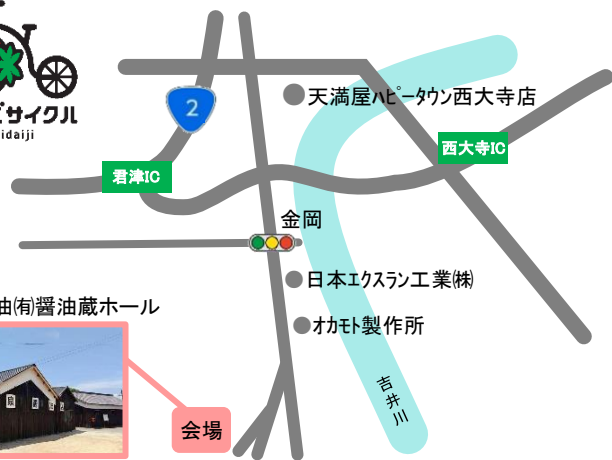 サイクル
idaiji
2
天満屋ﾊﾋﾟｰタウン西大寺店
西大寺IC
君津IC
金岡
日本ｴｸｽﾗﾝ工業㈱
油㈲醤油蔵ホール
ｵｶﾓﾄ製作所
吉井川
会場